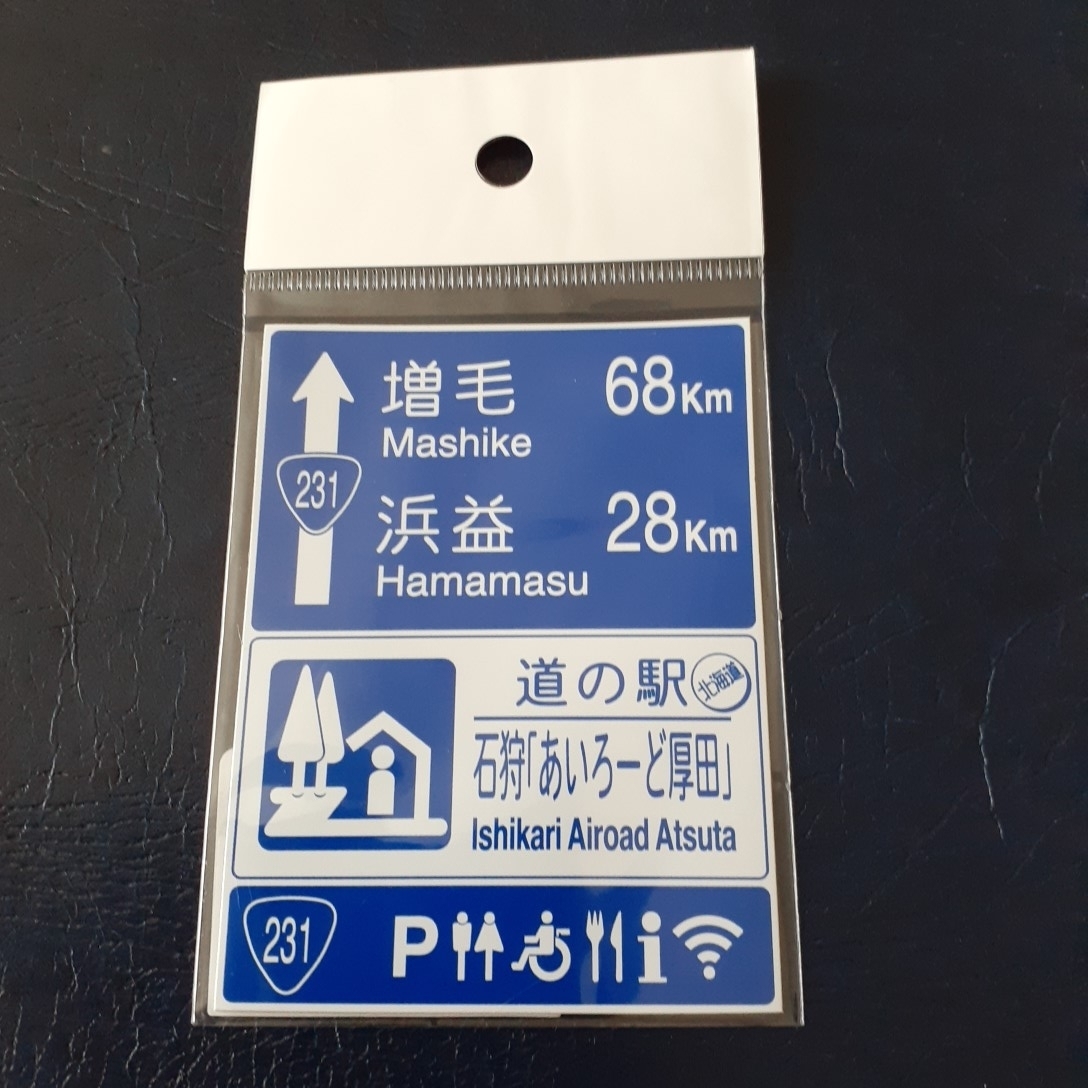 増毛 68Km
Mashike
231
浜益 28Km
Hamamasu
道の駅 北海道
石狩「あいろーど厚田」
Ishikari Airoad Atsuta
231 P i